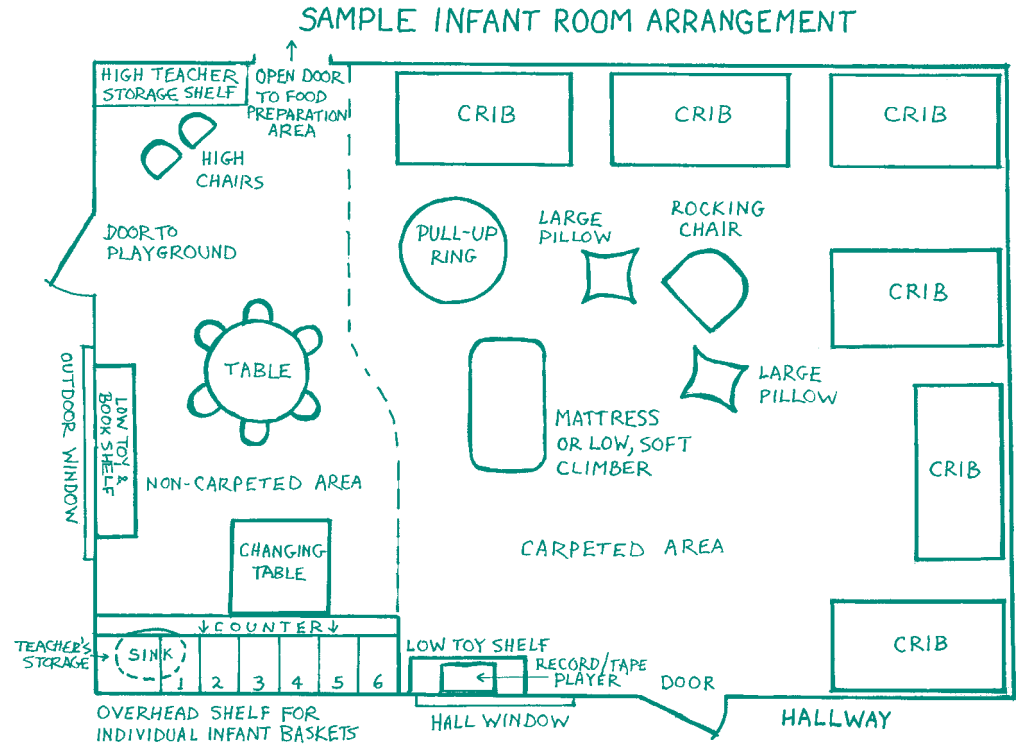 SAMPLE INFANT ROOM ARRANGEMENT
HIGH TEACHER
STORAGE SHELF
OPEN DOOR
TO FOOD
PREPARATION
AREA
CRIB
CRIB
CRIB
HIGH
CHAIRS
DOOR TO
PLAYGROUND
PULL-UP
RING
LARGE
PILLOW
ROCKING
CHAIR
CRIB
TABLE
LARGE
PILLOW
OUTDOOR WINDOW
LOW TOY &
BOOK SHELF
MATTRESS
OR LOW, SOFT
CLIMBER
CRIB
NON-CARPETED AREA
CARPETED AREA
CHANGING
TABLE
↓COUNTER↓
TEACHER'S
STORAGE
SINK
1 2 3 4 5 6
LOW TOY SHELF
RECORD/TAPE
PLAYER
DOOR
CRIB
OVERHEAD SHELF FOR
INDIVIDUAL INFANT BASKETS
HALL WINDOW
HALLWAY